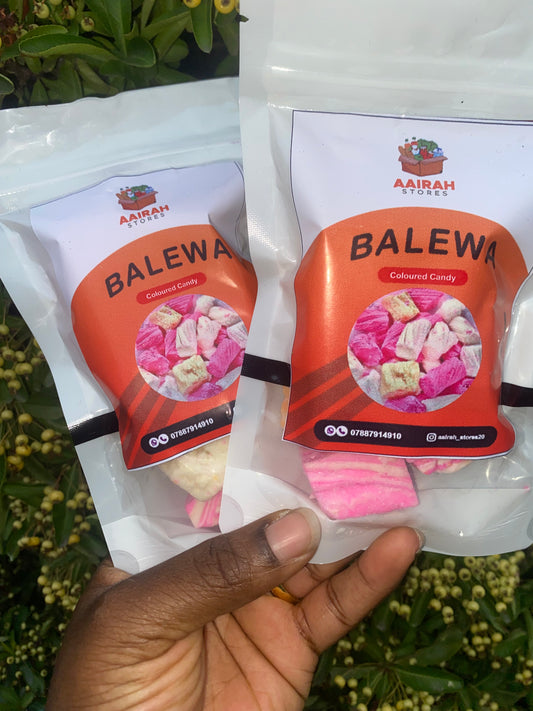 AAIRAH
STORES
BALEWA
Coloured Candy
07887914910
AAIRAH
STORES
BALEWA
Coloured Candy
07887914910
aairah_stores20